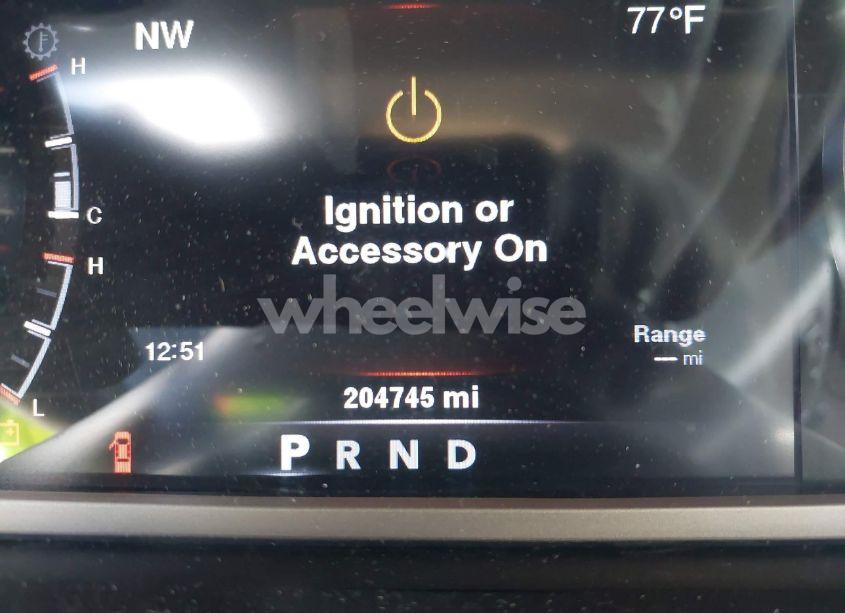 NW
77°F
H
C
Ignition or
Accessory On
H
wheelwise
Range
-- mi
12:51
204745 mi
L
P R N D